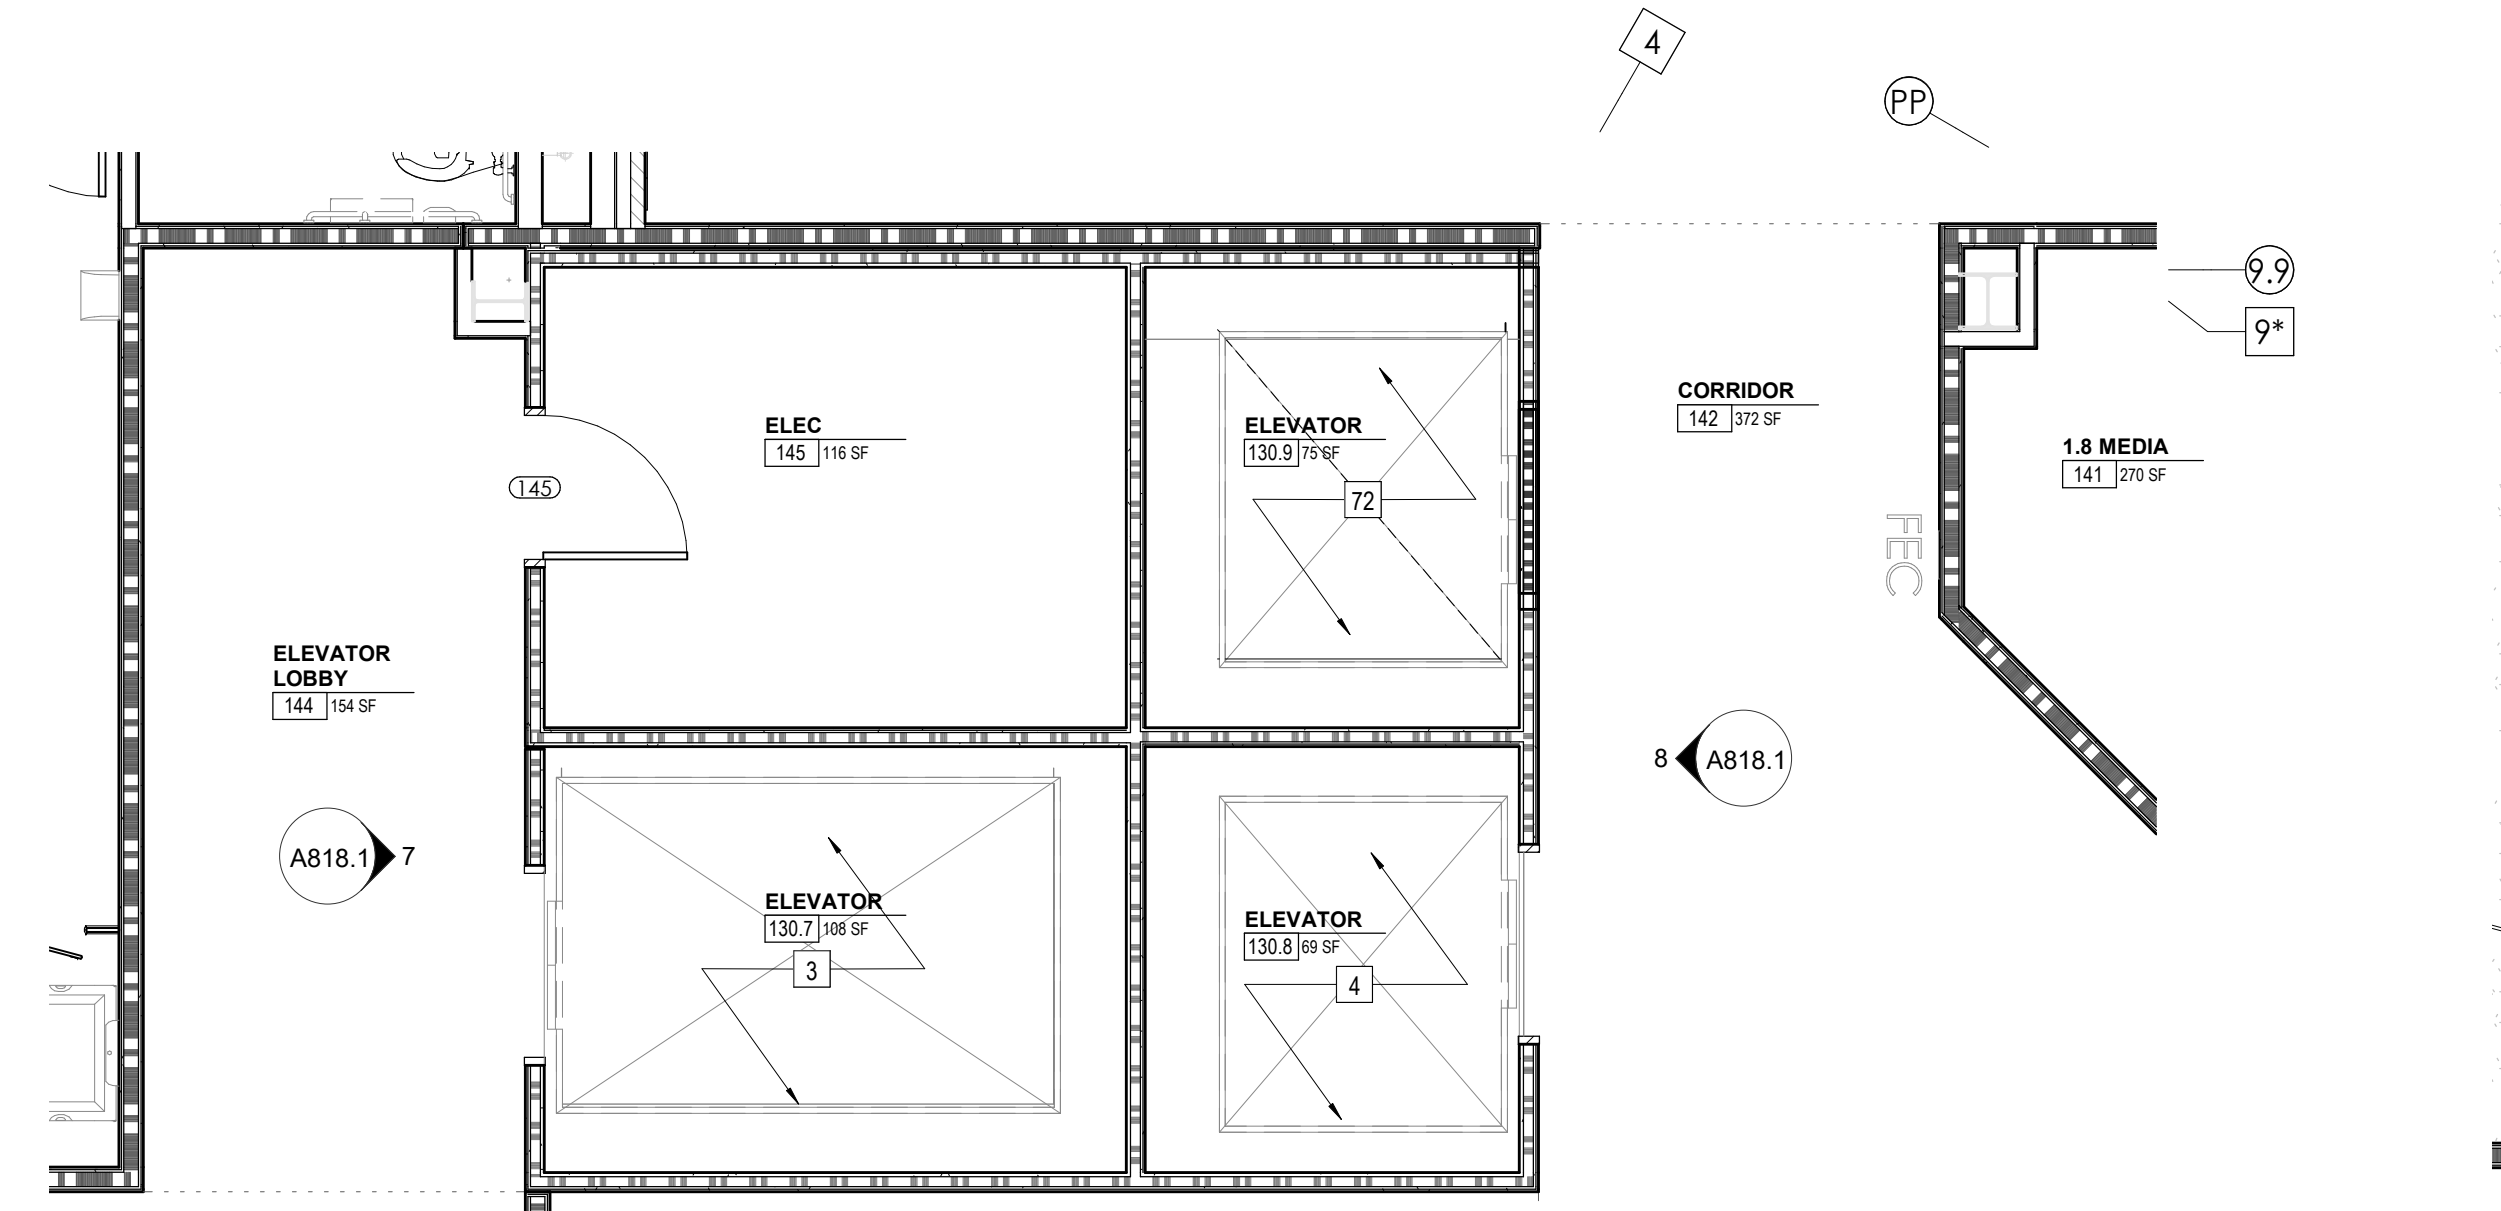 4
PP
9.9
9*
CORRIDOR
142 372 SF
ELEC
145 116 SF
ELEVATOR
130.9 75 SF
1.8 MEDIA
141 270 SF
145
72
FEC
ELEVATOR
LOBBY
144 154 SF
8 A818.1
A818.1 7
ELEVATOR
130.7 108 SF
3
ELEVATOR
130.8 69 SF
4